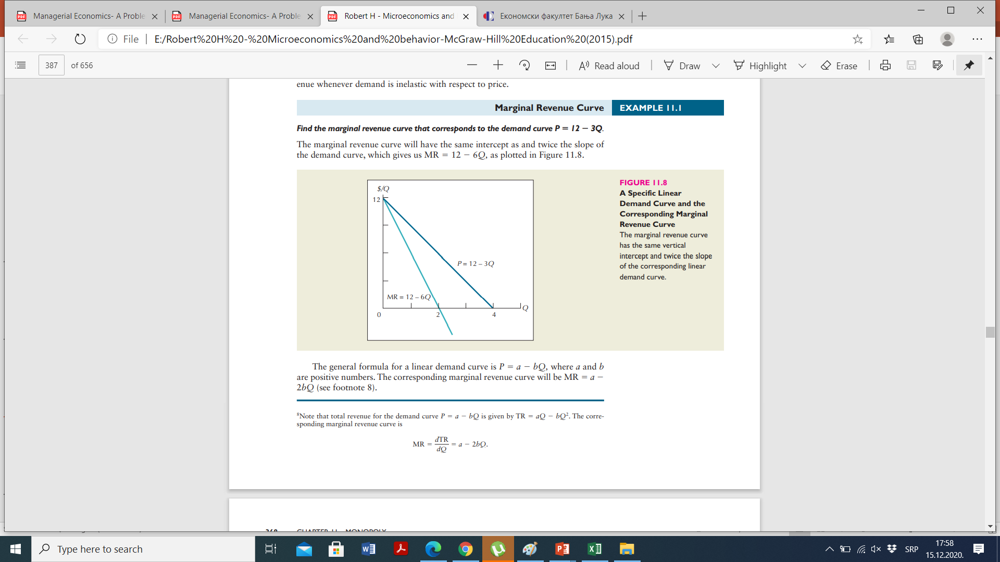 Managerial Economics- A Proble
Managerial Economics- A Proble
Robert H - Microeconomics and
Економски факултет Бања Лука
File
E:/Robert%20H%20-%20Microeconomics%20and%20behavior-McGraw-Hill%20Education%20(2015).pdf
387 of 656
Read aloud
Draw
Highlight
Erase
enue whenever demand is inelastic with respect to price.
Marginal Revenue Curve EXAMPLE 11.1
Find the marginal revenue curve that corresponds to the demand curve P = 12 − 3Q.
The marginal revenue curve will have the same intercept as and twice the slope of
the demand curve, which gives us MR = 12 − 6Q, as plotted in Figure 11.8.
$/Q
12
P = 12 – 3Q
MR = 12 – 6Q
Q
0 2 4
FIGURE 11.8
A Specific Linear
Demand Curve and the
Corresponding Marginal
Revenue Curve
The marginal revenue curve
has the same vertical
intercept and twice the slope
of the corresponding linear
demand curve.
The general formula for a linear demand curve is P = a − bQ, where a and b
are positive numbers. The corresponding marginal revenue curve will be MR = a −
2bQ (see footnote 8).
⁸Note that total revenue for the demand curve P = a − bQ is given by TR = aQ − bQ². The corre-
sponding marginal revenue curve is
MR = dTR/dQ = a − 2bQ.
368 CHAPTER 11 MONOPOLY
Type here to search
SRP
17:58
15.12.2020.